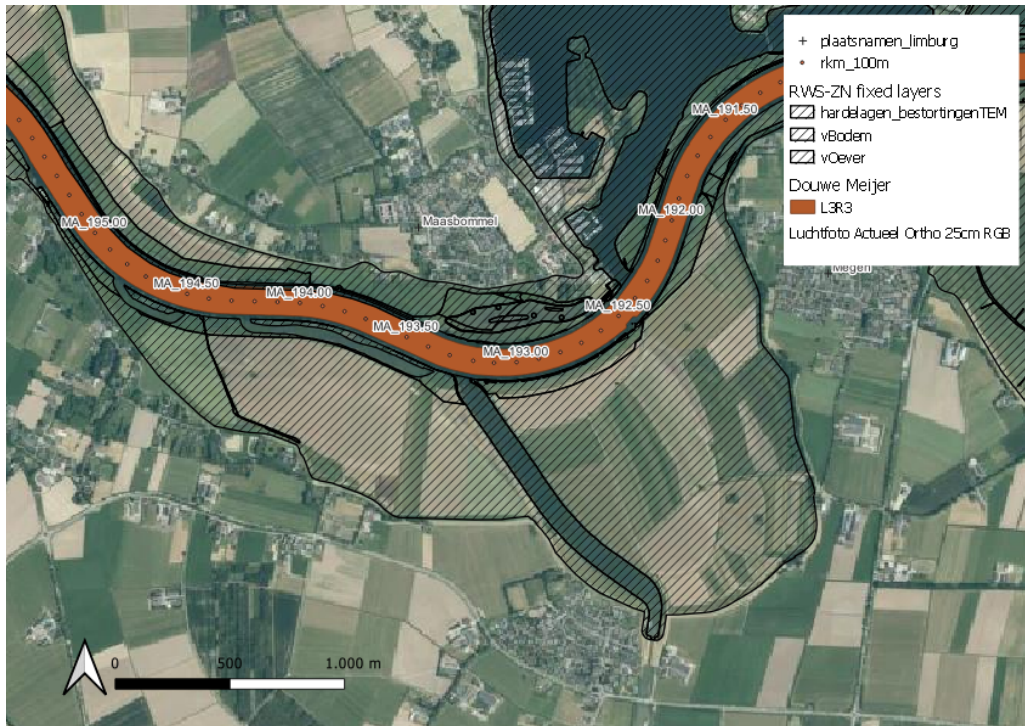 plaatsnamen_limburg
rkm_100m
RWS-ZN fixed layers
hardelagen_bestortingenTEM
vBodem
vOever
Douwe Meijer
L3R3
Luchtfoto Actueel Ortho 25cm RGB
MA_191.50
MA_192.00
Maasbommel
MA_195.00
Megen
MA_194.50
MA_194.00
MA_192.50
MA_193.50
MA_193.00
0 500 1.000 m